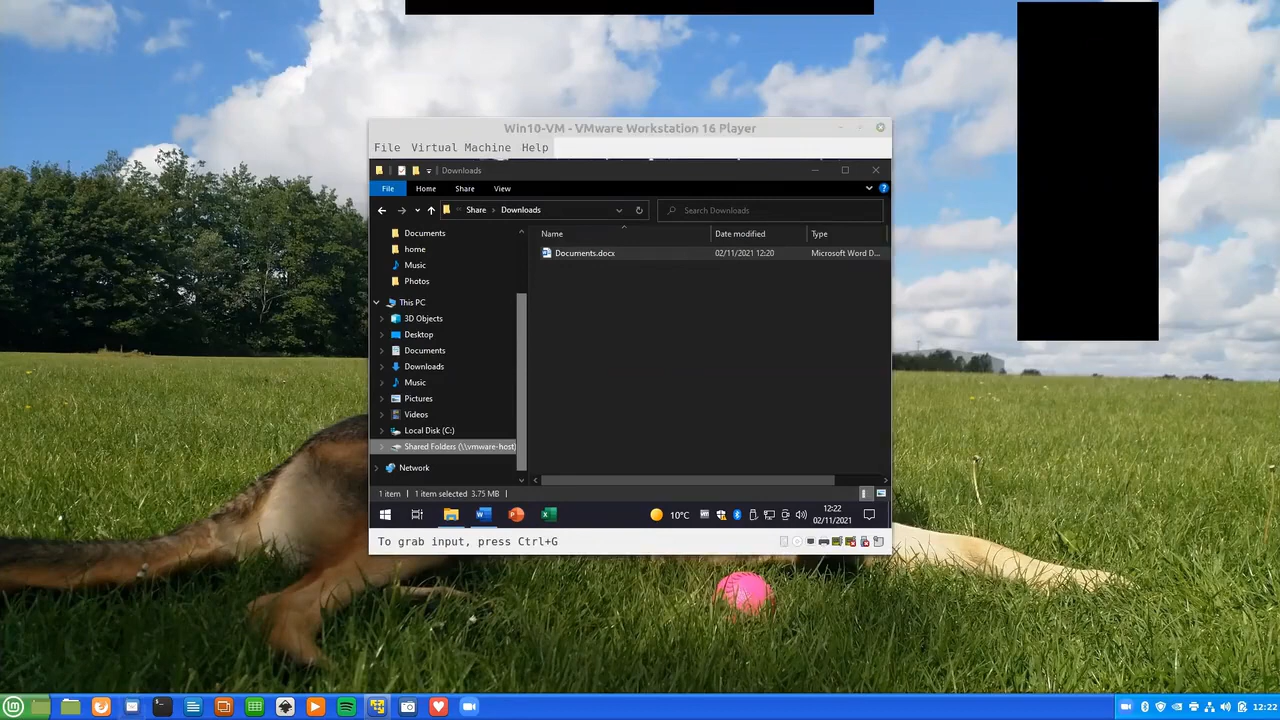 Win10-VM - VMware Workstation 16 Player
File Virtual Machine Help
Downloads
File Home Share View
Share > Downloads
Search Downloads
Name Date modified Type
Documents
home
Music
Photos
Documents.docx 02/11/2021 12:20 Microsoft Word D...
This PC
3D Objects
Desktop
Documents
Downloads
Music
Pictures
Videos
Local Disk (C:)
Shared Folders (\\vmware-host)
Network
1 item 1 item selected 3.75 MB
10°C
12:22
02/11/2021
To grab input, press Ctrl+G
12:22